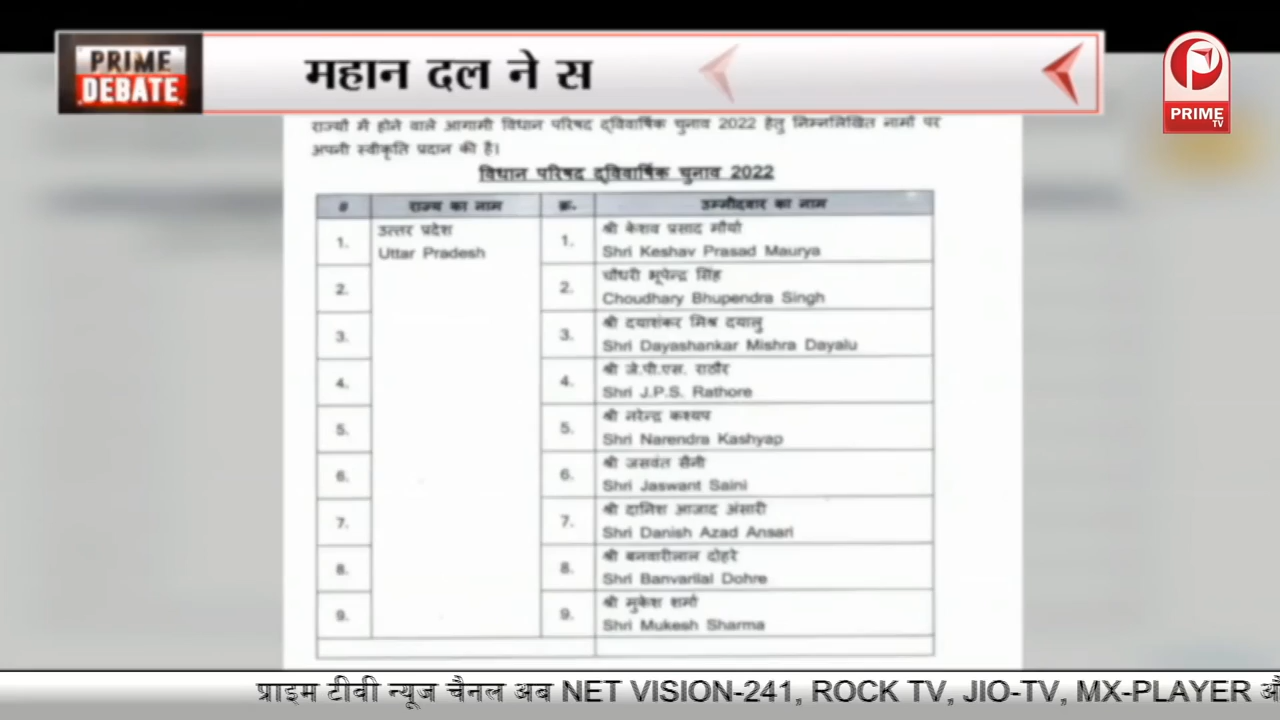 PRIME
DEBATE
महान दल ने स
PRIME
TV
राज्यों में होने वाले आगामी विधान परिषद द्विवार्षिक चुनाव 2022 हेतु निम्नलिखित नामों पर
अपनी स्वीकृति प्रदान की है।
विधान परिषद द्विवार्षिक चुनाव 2022
# राज्य का नाम क्र. उम्मीदवार का नाम
1. उत्तर प्रदेश 1. श्री केशव प्रसाद मौर्या
Uttar Pradesh Shri Keshav Prasad Maurya
2. 2. चौधरी भूपेन्द्र सिंह
Choudhary Bhupendra Singh
3. 3. श्री दयाशंकर मिश्र दयालु
Shri Dayashankar Mishra Dayalu
4. 4. श्री जे.पी.एस. राठौर
Shri J.P.S. Rathore
5. 5. श्री नरेन्द्र कश्यप
Shri Narendra Kashyap
6. 6. श्री जसवंत सैनी
Shri Jaswant Saini
7. 7. श्री दानिश आजाद अंसारी
Shri Danish Azad Ansari
8. 8. श्री बनवारीलाल दोहरे
Shri Banvarilal Dohre
9. 9. श्री मुकेश शर्मा
Shri Mukesh Sharma
प्राइम टीवी न्यूज चैनल अब NET VISION-241, ROCK TV, JIO-TV, MX-PLAYER औ